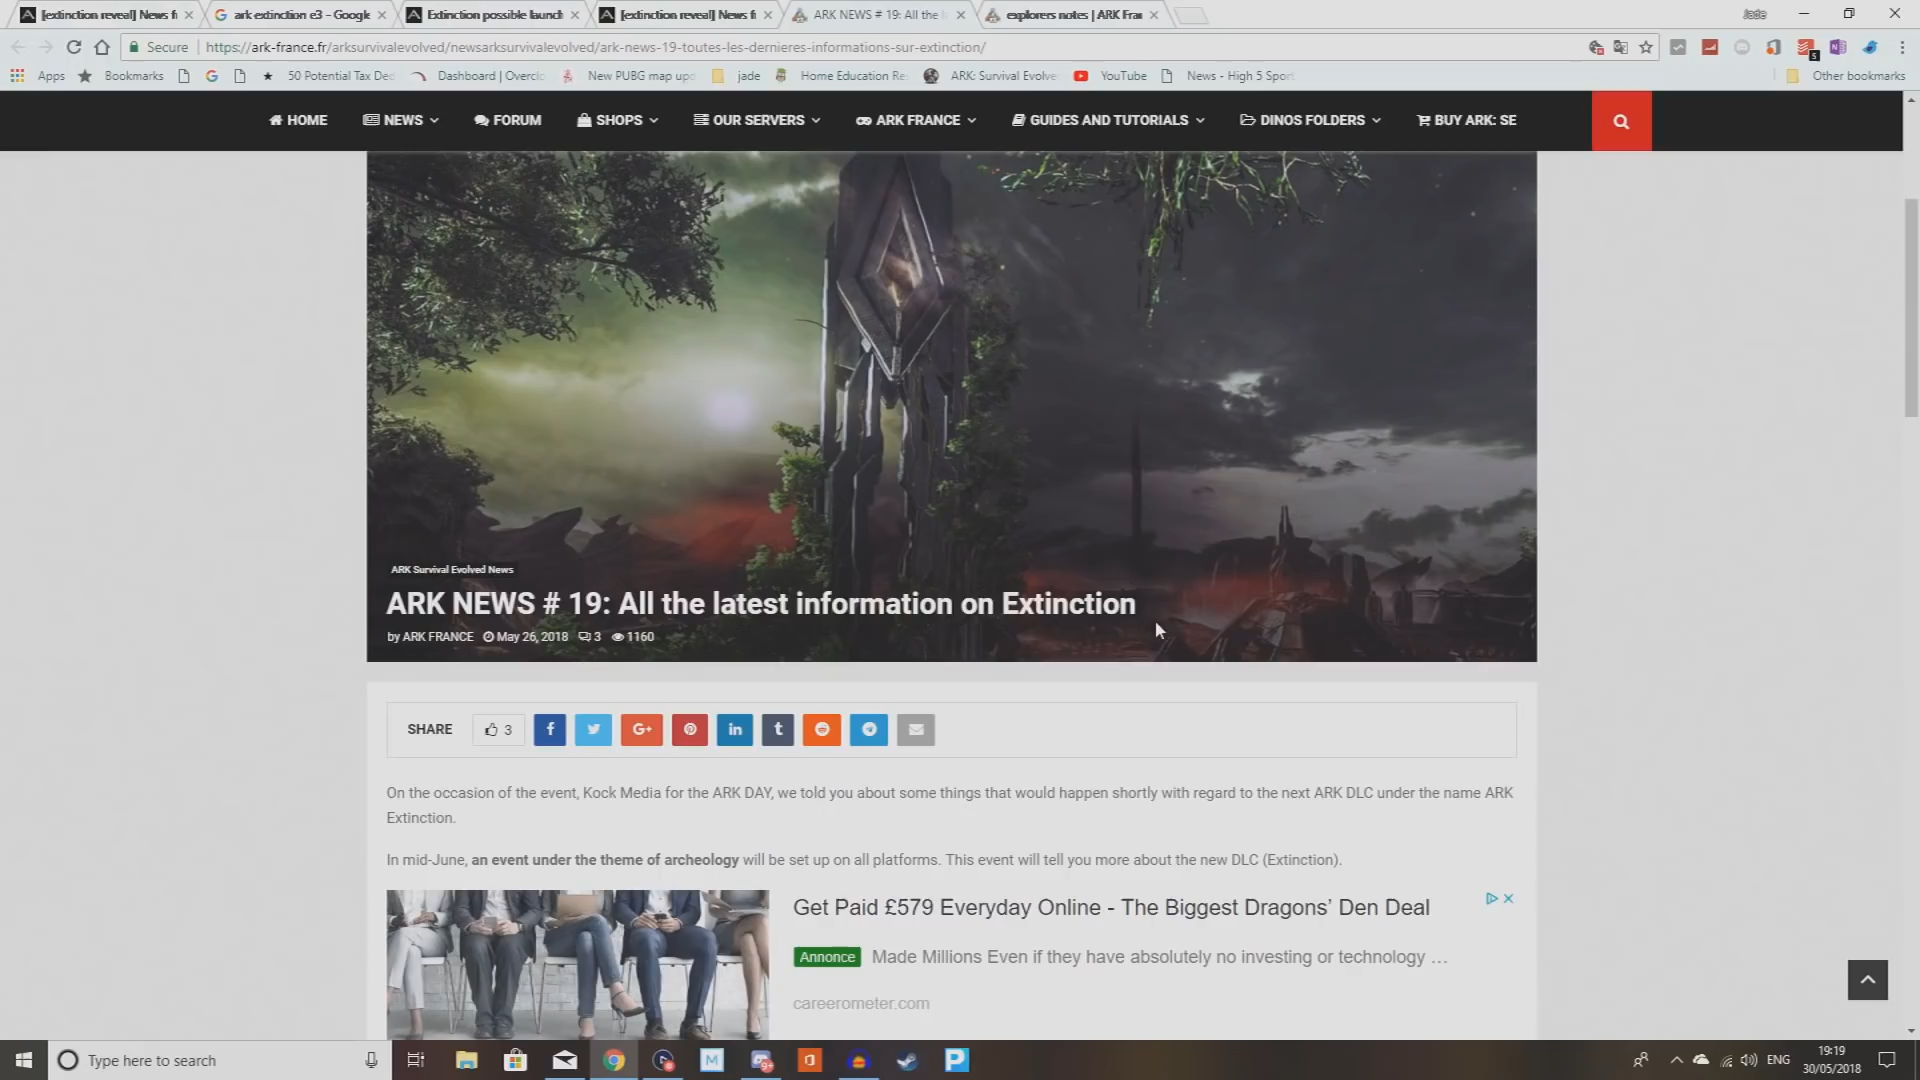 [extinction reveal] News f
ark extinction e3 - Google
Extinction possible launch
[extinction reveal] News f
ARK NEWS # 19: All the l
explorers notes | ARK Fran
Jade
Secure
https://ark-france.fr/arksurvivalevolved/newsarksurvivalevolved/ark-news-19-toutes-les-dernieres-informations-sur-extinction/
5
Apps
Bookmarks
50 Potential Tax Ded
Dashboard | Overclo
New PUBG map upd
jade
Home Education Re
ARK: Survival Evolve
YouTube
News - High 5 Sport
Other bookmarks
HOME
NEWS
FORUM
SHOPS
OUR SERVERS
ARK FRANCE
GUIDES AND TUTORIALS
DINOS FOLDERS
BUY ARK: SE
ARK Survival Evolved News
ARK NEWS # 19: All the latest information on Extinction
by ARK FRANCE May 26, 2018 3 1160
SHARE 3 f G+ in t
On the occasion of the event, Kock Media for the ARK DAY, we told you about some things that would happen shortly with regard to the next ARK DLC under the name ARK
Extinction.
In mid-June, an event under the theme of archeology will be set up on all platforms. This event will tell you more about the new DLC (Extinction).
Get Paid £579 Everyday Online - The Biggest Dragons' Den Deal
Annonce Made Millions Even if they have absolutely no investing or technology ...
careerometer.com
Type here to search
M
9+
P
ENG
19:19
30/05/2018